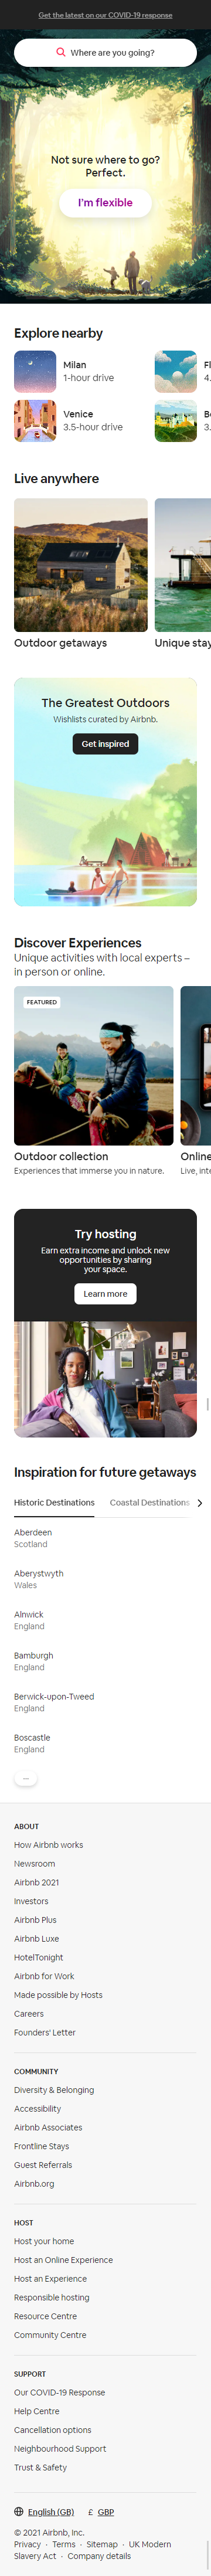 Get the latest on our COVID-19 response
Where are you going?
Not sure where to go?
Perfect.
I'm flexible
Explore nearby
Milan
1-hour drive
Venice
3.5-hour drive
Live anywhere
Outdoor getaways
Unique stay
The Greatest Outdoors
Wishlists curated by Airbnb.
Get inspired
Discover Experiences
Unique activities with local experts –
in person or online.
FEATURED
Outdoor collection
Experiences that immerse you in nature.
Online
Live, inte
Try hosting
Earn extra income and unlock new
opportunities by sharing
your space.
Learn more
Inspiration for future getaways
Historic Destinations
Coastal Destinations
Aberdeen
Scotland
Aberystwyth
Wales
Alnwick
England
Bamburgh
England
Berwick-upon-Tweed
England
Boscastle
England
...
ABOUT
How Airbnb works
Newsroom
Airbnb 2021
Investors
Airbnb Plus
Airbnb Luxe
HotelTonight
Airbnb for Work
Made possible by Hosts
Careers
Founders' Letter
COMMUNITY
Diversity & Belonging
Accessibility
Airbnb Associates
Frontline Stays
Guest Referrals
Airbnb.org
HOST
Host your home
Host an Online Experience
Host an Experience
Responsible hosting
Resource Centre
Community Centre
SUPPORT
Our COVID-19 Response
Help Centre
Cancellation options
Neighbourhood Support
Trust & Safety
English (GB) £ GBP
© 2021 Airbnb, Inc.
Privacy · Terms · Sitemap · UK Modern
Slavery Act · Company details